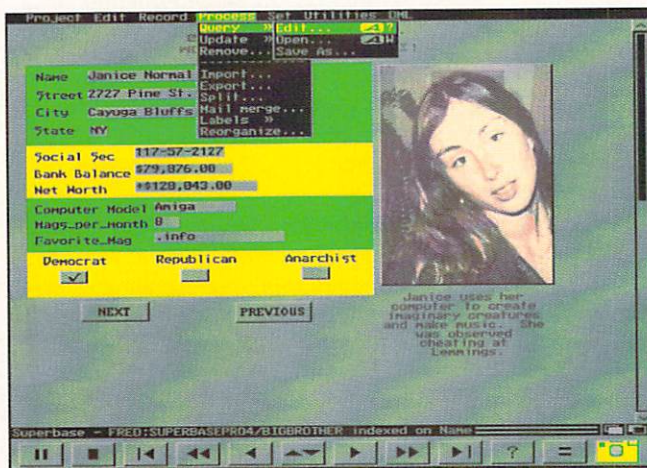 Project Edit Record Process Set Utilities DML
Query » Edit... ?
Update » Open... W
Remove... Save As...
Import...
Export...
Split...
Mail merge...
Labels »
Reorganize...
Name Janice Normal
Street 2727 Pine St.
City Cayuga Bluffs
State NY
Social Sec 117-57-2127
Bank Balance $79,876.00
Net Worth +$128,043.00
Computer Model Amiga
Mags_per_month 8
Favorite_Mag .info
Democrat Republican Anarchist
NEXT PREVIOUS
Janice uses her
computer to create
imaginary creatures
and make music. She
was observed
cheating at
Lemmings.
Superbase - FRED:SUPERBASEPRO4/BIGBROTHER indexed on Name
? =